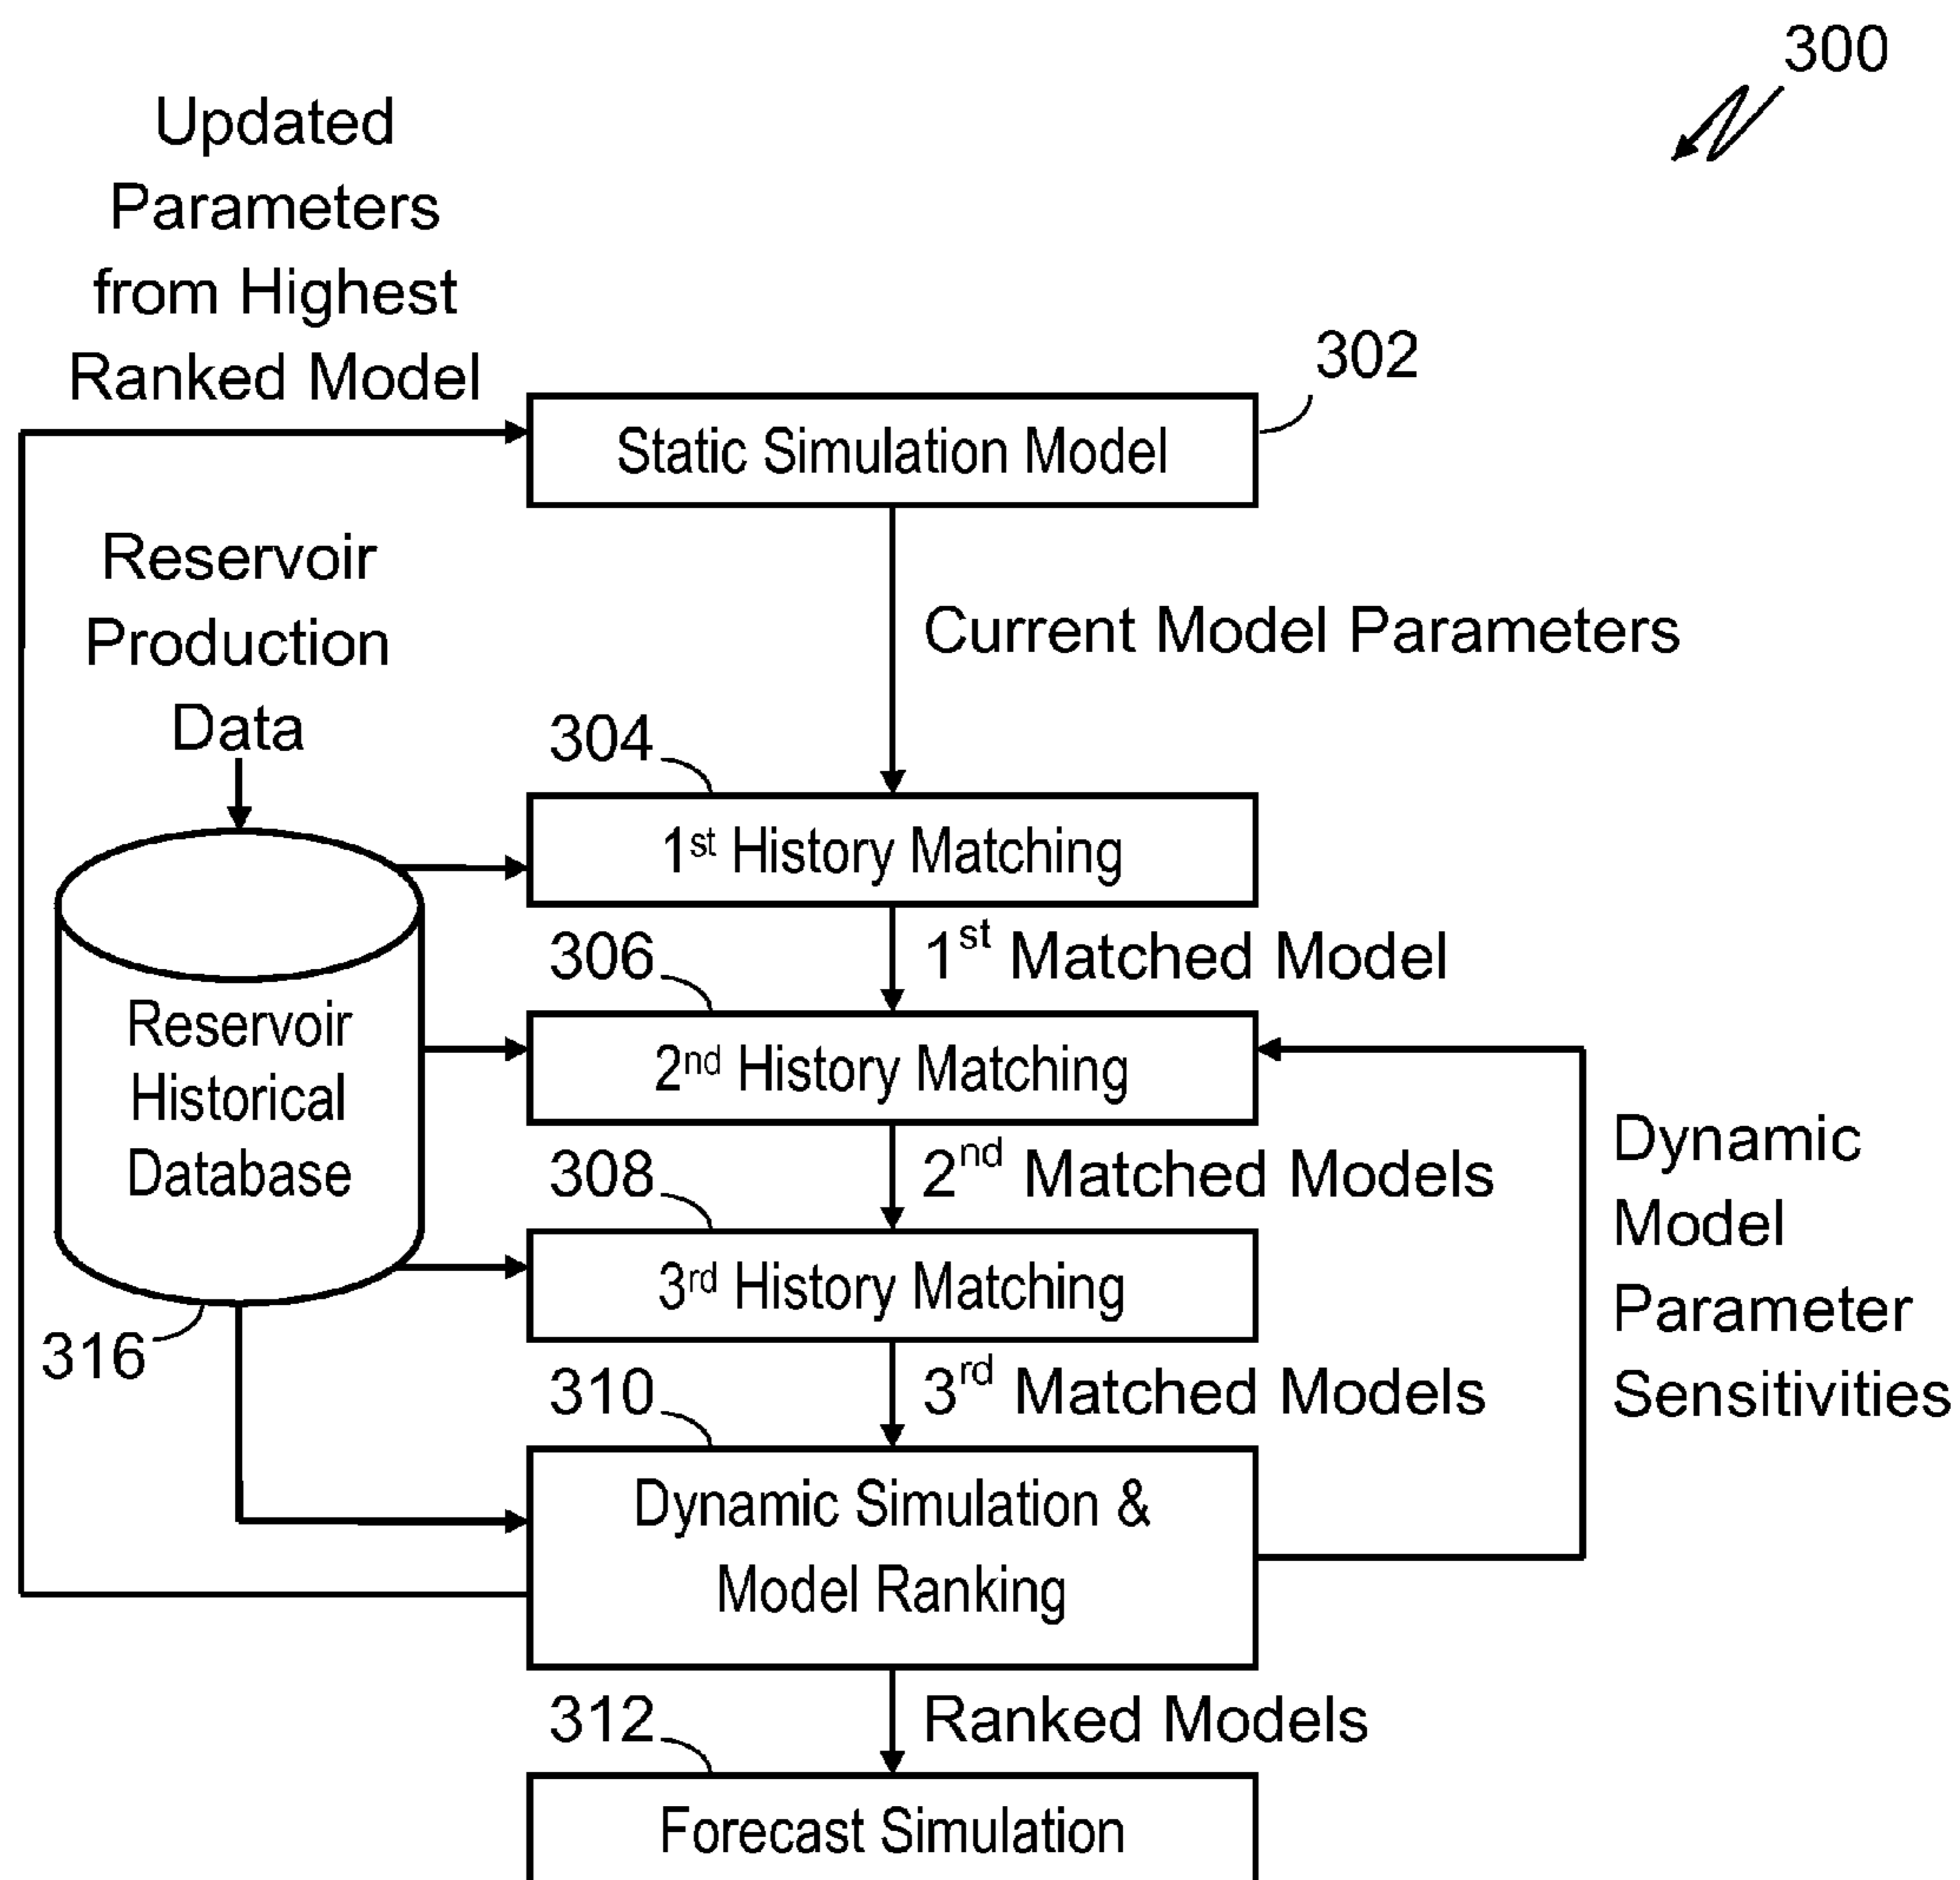 300
Updated
Parameters
from Highest
Ranked Model
302
Static Simulation Model
Reservoir
Production
Data
Current Model Parameters
304
1st History Matching
306
1st Matched Model
Reservoir
Historical
Database
2nd History Matching
308
2nd Matched Models
Dynamic
Model
Parameter
Sensitivities
3rd History Matching
316
310
3rd Matched Models
Dynamic Simulation &
Model Ranking
312
Ranked Models
Forecast Simulation